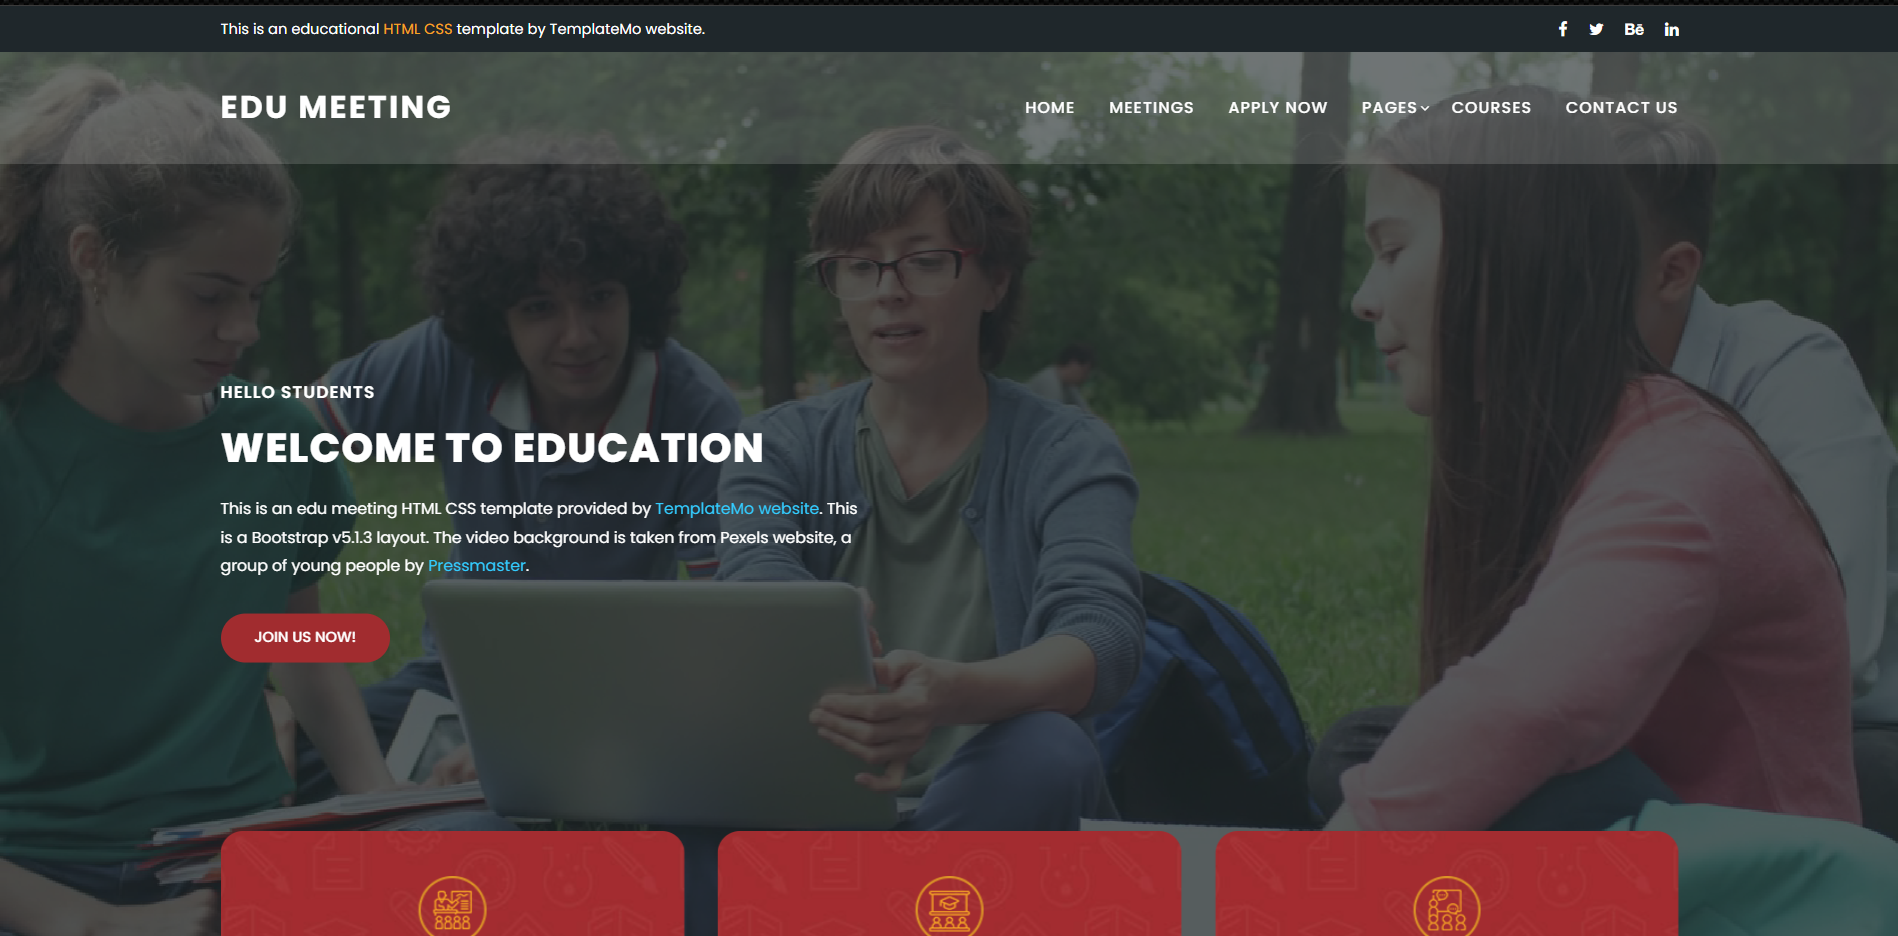 This is an educational HTML CSS template by TemplateMo website.
EDU MEETING
HOME MEETINGS APPLY NOW PAGES COURSES CONTACT US
HELLO STUDENTS
WELCOME TO EDUCATION
This is an edu meeting HTML CSS template provided by TemplateMo website. This
is a Bootstrap v5.1.3 layout. The video background is taken from Pexels website, a
group of young people by Pressmaster.
JOIN US NOW!